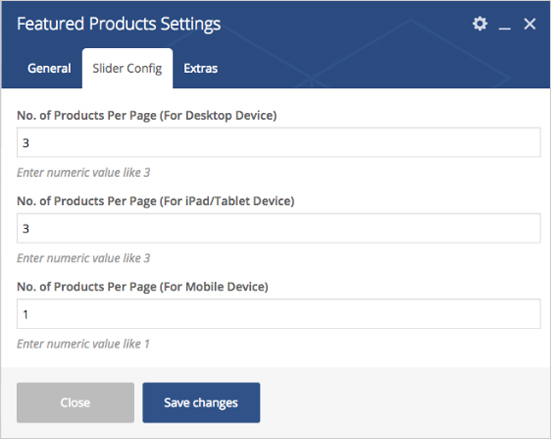 Featured Products Settings
General Slider Config Extras
No. of Products Per Page (For Desktop Device)
3
Enter numeric value like 3
No. of Products Per Page (For iPad/Tablet Device)
3
Enter numeric value like 3
No. of Products Per Page (For Mobile Device)
1
Enter numeric value like 1
Close Save changes